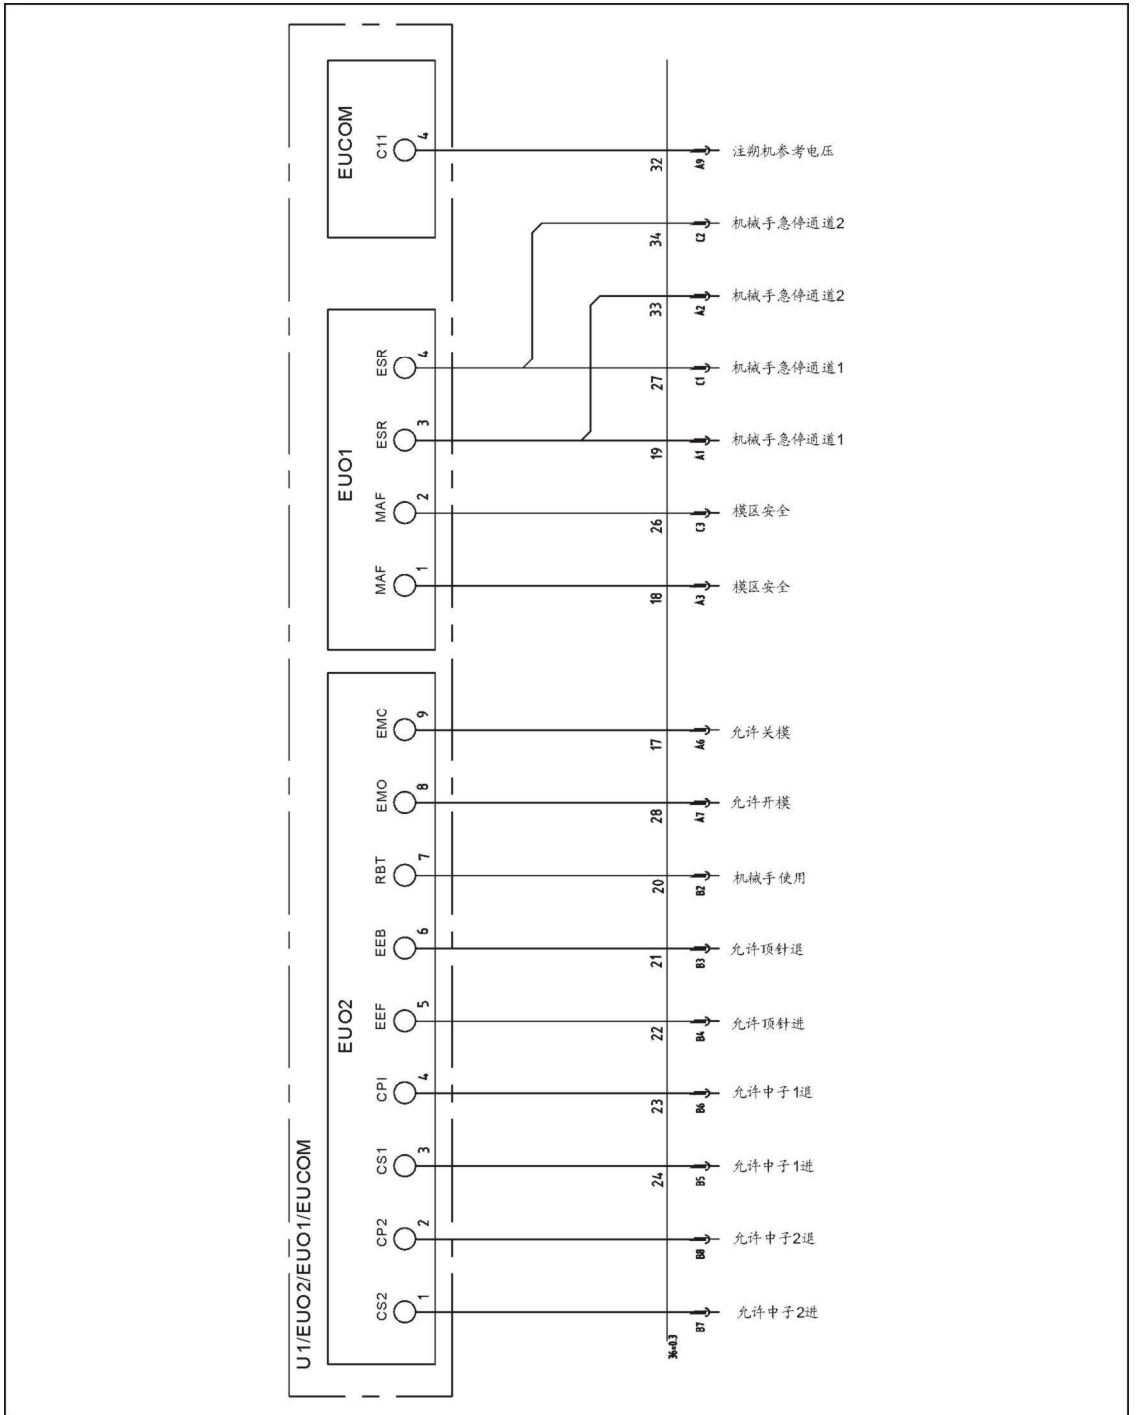 U1/EUO2/EUO1/EUCOM
EUCOM
C11 4 32 A9 注朔机参考电压
34 C2 机械手急停通道2
33 A2 机械手急停通道2
EUO1
ESR 4 27 C1 机械手急停通道1
ESR 3 19 A1 机械手急停通道1
MAF 2 26 C3 模区安全
MAF 1 18 A3 模区安全
EUO2
EMC 9 17 A6 允许关模
EMO 8 28 A7 允许开模
RBT 7 20 B2 机械手使用
EEB 6 21 B3 允许顶针退
EEF 5 22 B4 允许顶针进
CPI 4 23 B6 允许中子1退
CS1 3 24 B5 允许中子1进
CP2 2 B8 允许中子2退
CS2 1 B7 允许中子2进
36×0.3